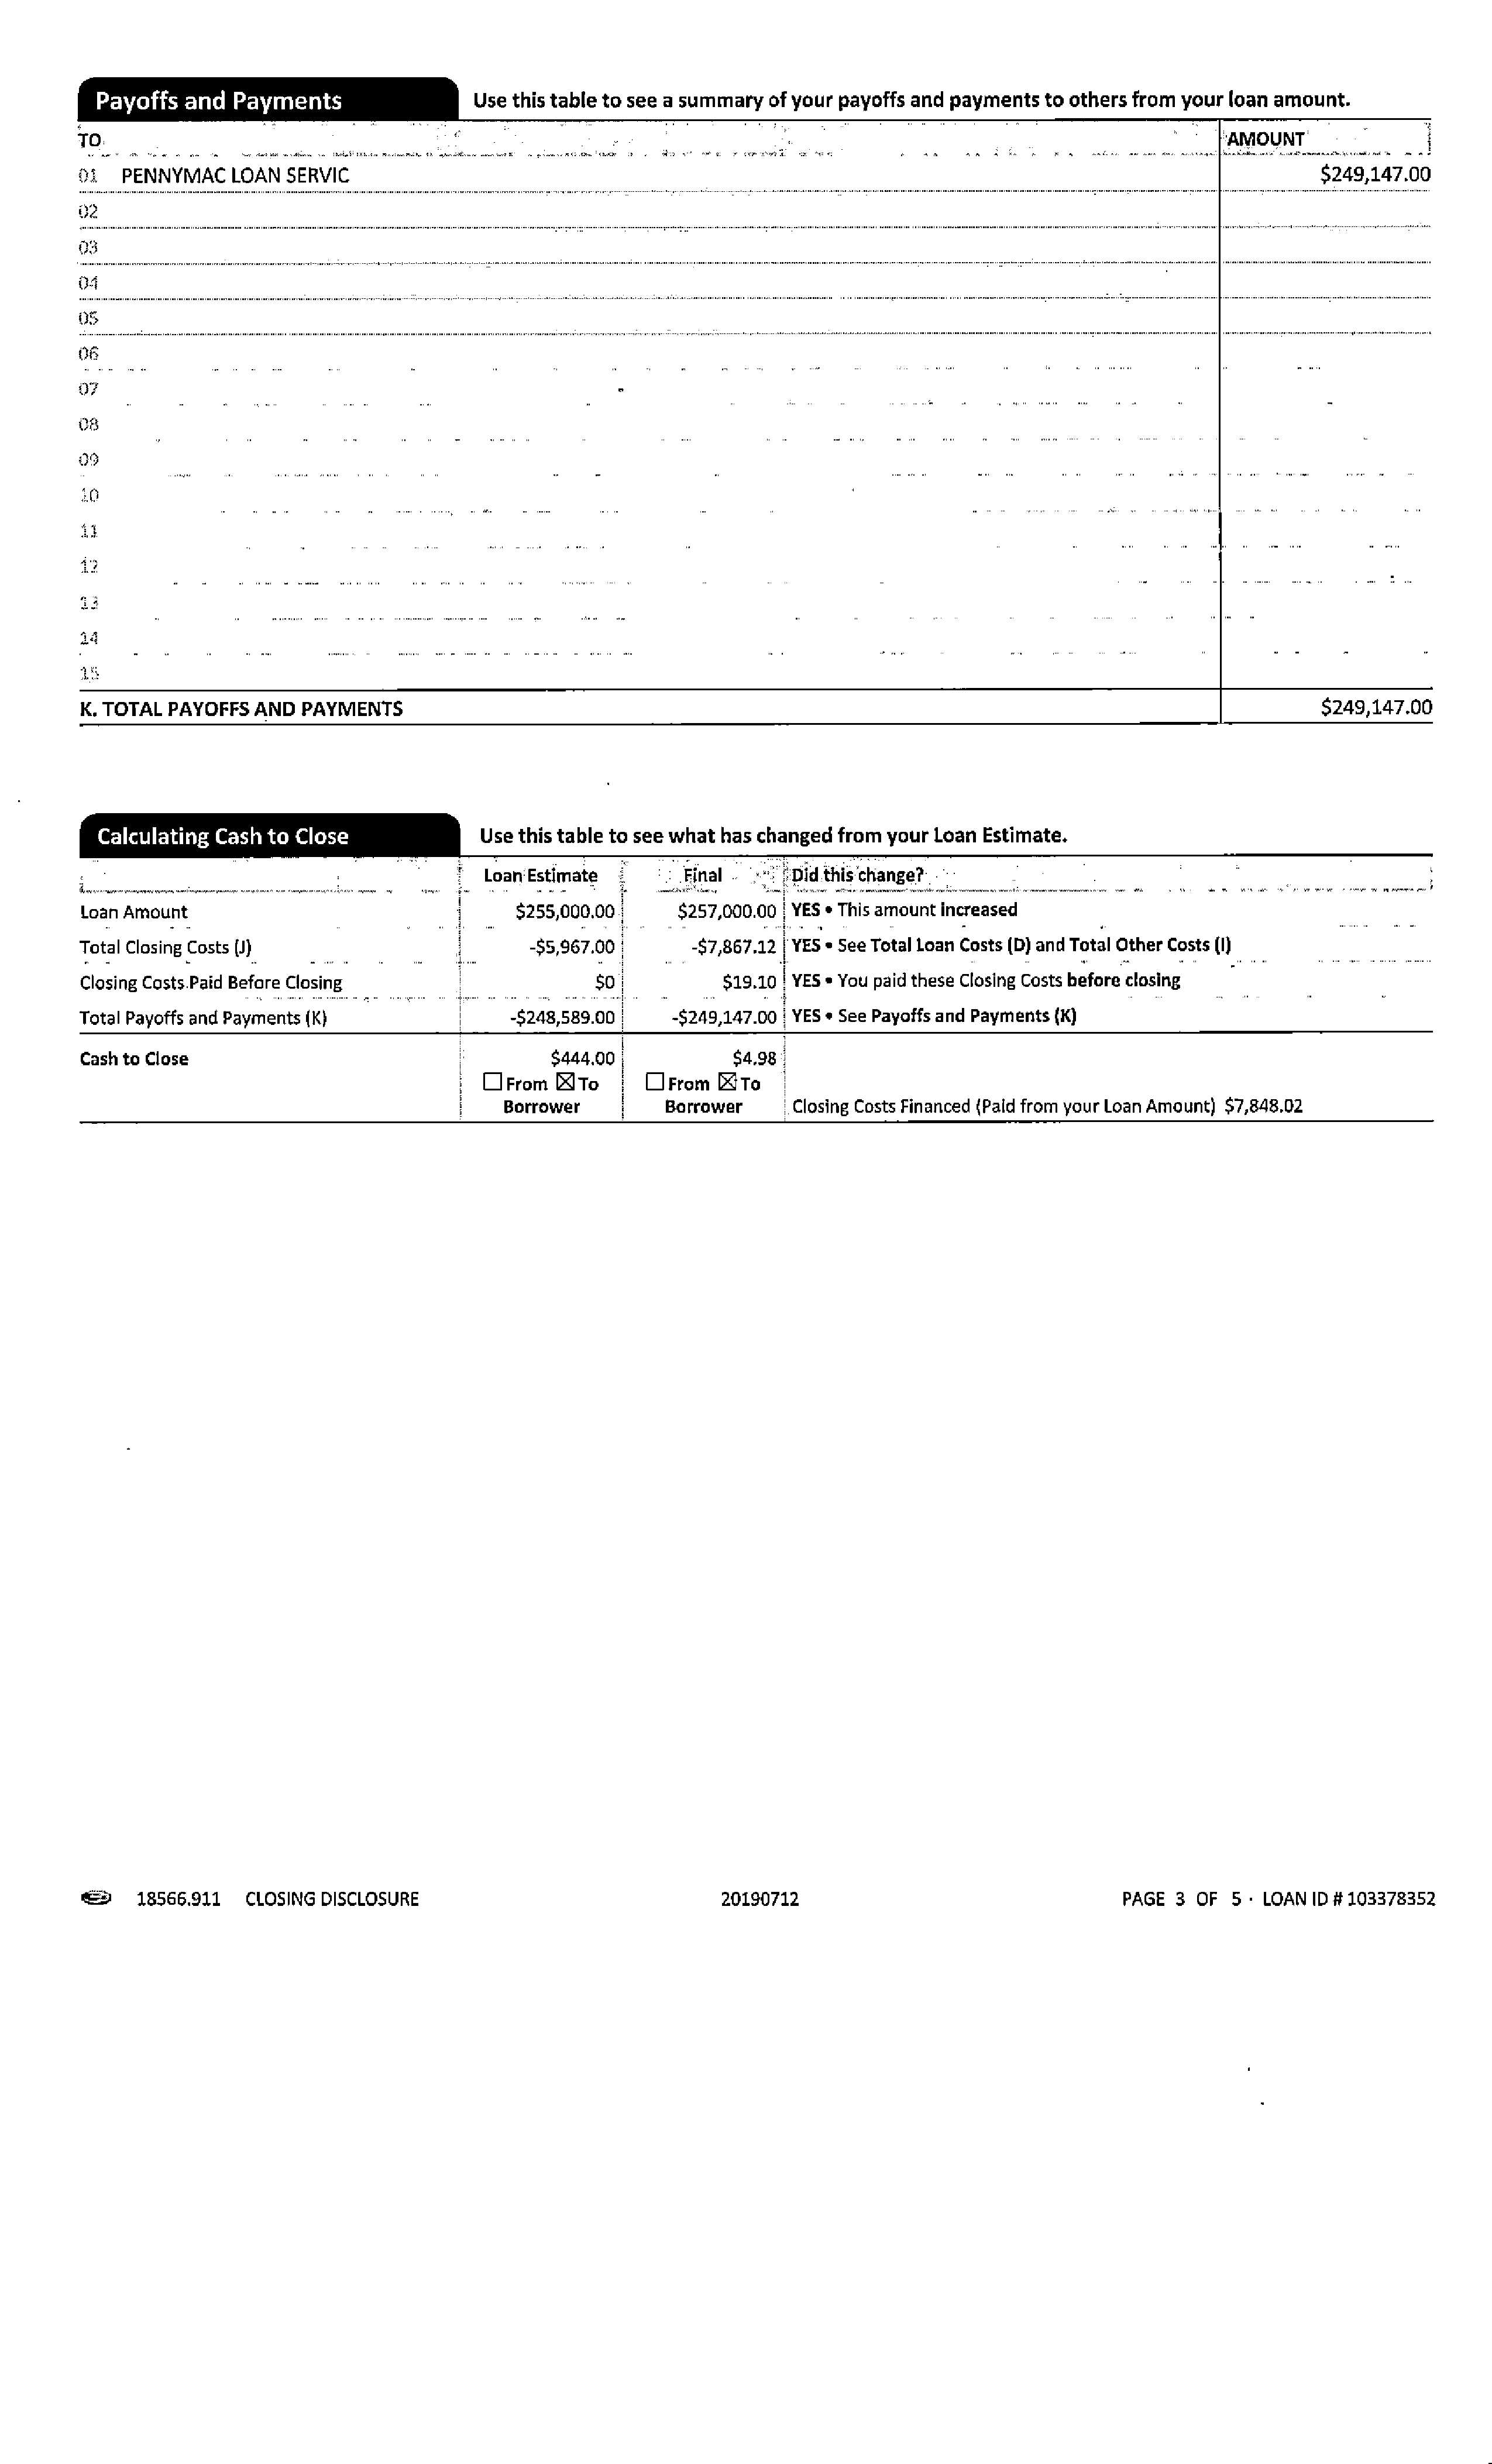 Payoffs and Payments Use this table to see a summary of your payoffs and payments to others from your loan amount.
TO AMOUNT
01 PENNYMAC LOAN SERVIC $249,147.00
02
03
04
05
06
07
08
09
10
11
12
13
14
15
K. TOTAL PAYOFFS AND PAYMENTS $249,147.00
Calculating Cash to Close Use this table to see what has changed from your Loan Estimate.
Loan Estimate Final Did this change?
Loan Amount $255,000.00 $257,000.00 YES • This amount increased
Total Closing Costs (J) -$5,967.00 -$7,867.12 YES • See Total Loan Costs (D) and Total Other Costs (I)
Closing Costs Paid Before Closing $0 $19.10 YES • You paid these Closing Costs before closing
Total Payoffs and Payments (K) -$248,589.00 -$249,147.00 YES • See Payoffs and Payments (K)
Cash to Close $444.00 $4.98
☐ From ☒ To ☐ From ☒ To
Borrower Borrower Closing Costs Financed (Paid from your Loan Amount) $7,848.02
18566.911 CLOSING DISCLOSURE 20190712 PAGE 3 OF 5 · LOAN ID # 103378352